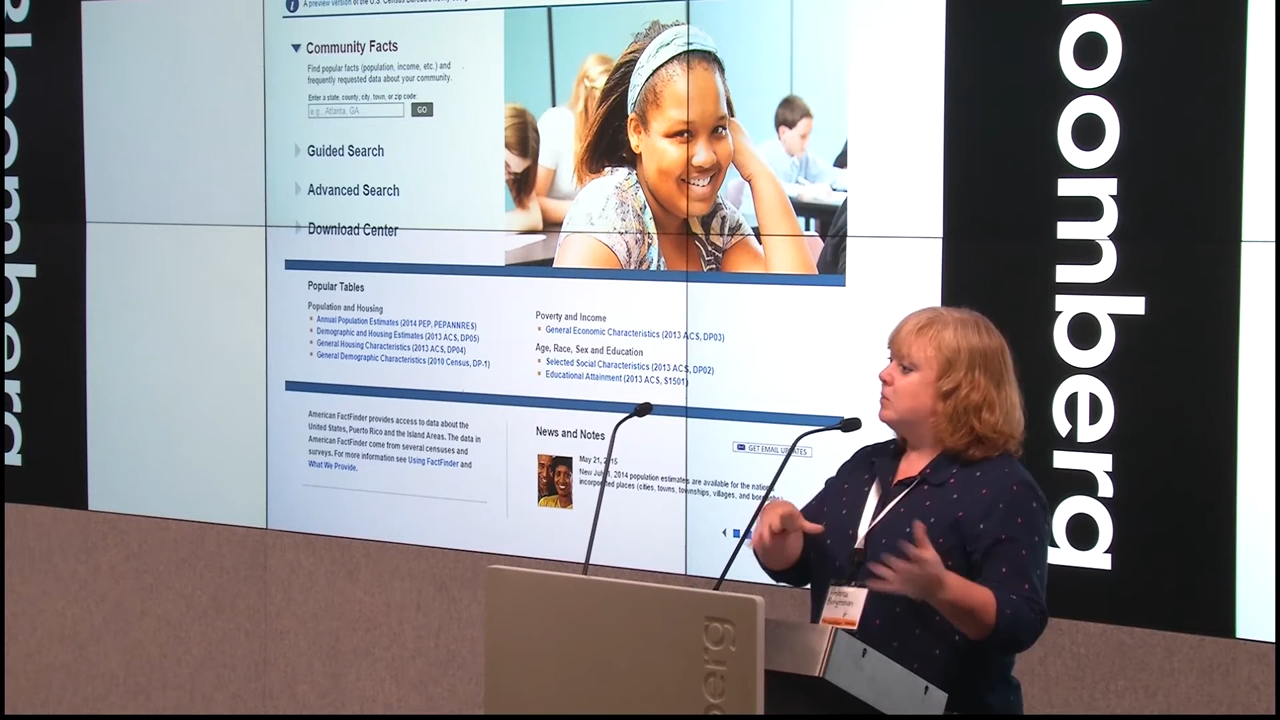 Bloomberg
A preview version of the U.S. Census Bureau's
Community Facts
Find popular facts (population, income, etc.) and
frequently requested data about your community.
Enter a state, county, city, town, or zip code:
e.g., Atlanta, GA
GO
Guided Search
Advanced Search
Download Center
Popular Tables
Population and Housing
Annual Population Estimates (2014 PEP, PEPANNRES)
Demographic and Housing Estimates (2013 ACS, DP05)
General Housing Characteristics (2013 ACS, DP04)
General Demographic Characteristics (2010 Census, DP-1)
Poverty and Income
General Economic Characteristics (2013 ACS, DP03)
Age, Race, Sex and Education
Selected Social Characteristics (2013 ACS, DP02)
Educational Attainment (2013 ACS, S1501)
American FactFinder provides access to data about the
United States, Puerto Rico and the Island Areas. The data in
American FactFinder come from several censuses and
surveys. For more information see Using FactFinder and
What We Provide.
News and Notes
GET EMAIL UPDATES
May 21, 2015
New July 1, 2014 population estimates are available for the nation's
incorporated places (cities, towns, townships, villages, and boroughs)
loomberg
erg